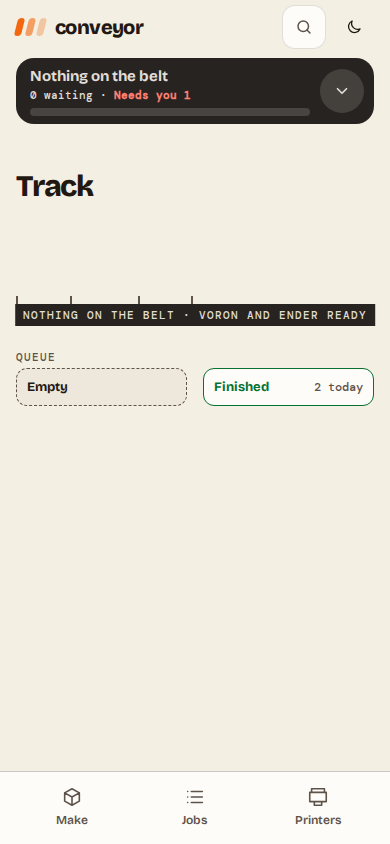 conveyor
Nothing on the belt
0 waiting · Needs you 1
Track
NOTHING ON THE BELT · VORON AND ENDER READY
QUEUE
Empty
Finished 2 today
Make Jobs Printers